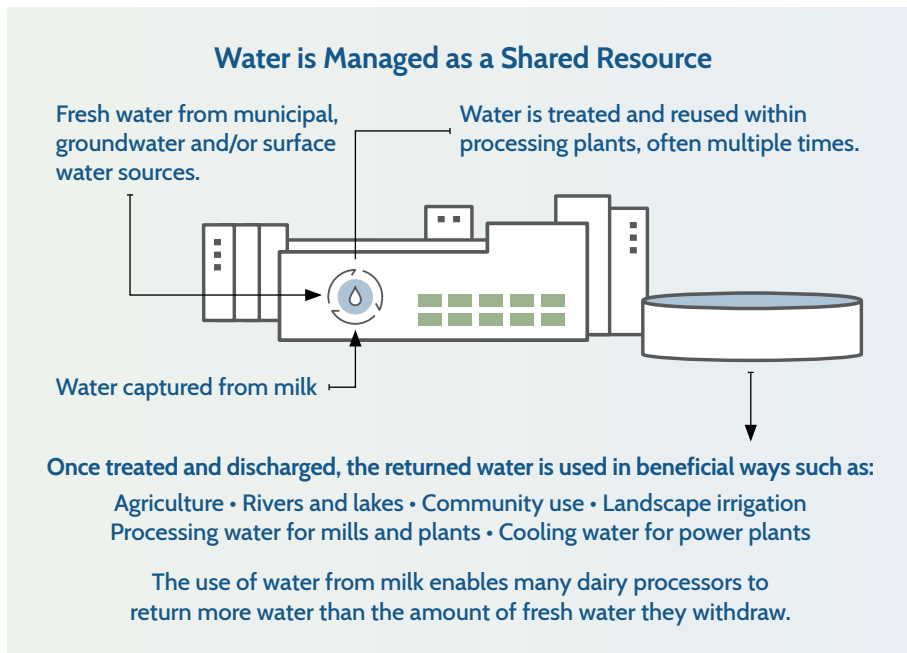 Water is Managed as a Shared Resource
Fresh water from municipal,
groundwater and/or surface
water sources.
Water is treated and reused within
processing plants, often multiple times.
Water captured from milk
Once treated and discharged, the returned water is used in beneficial ways such as:
Agriculture • Rivers and lakes • Community use • Landscape irrigation
Processing water for mills and plants • Cooling water for power plants
The use of water from milk enables many dairy processors to
return more water than the amount of fresh water they withdraw.